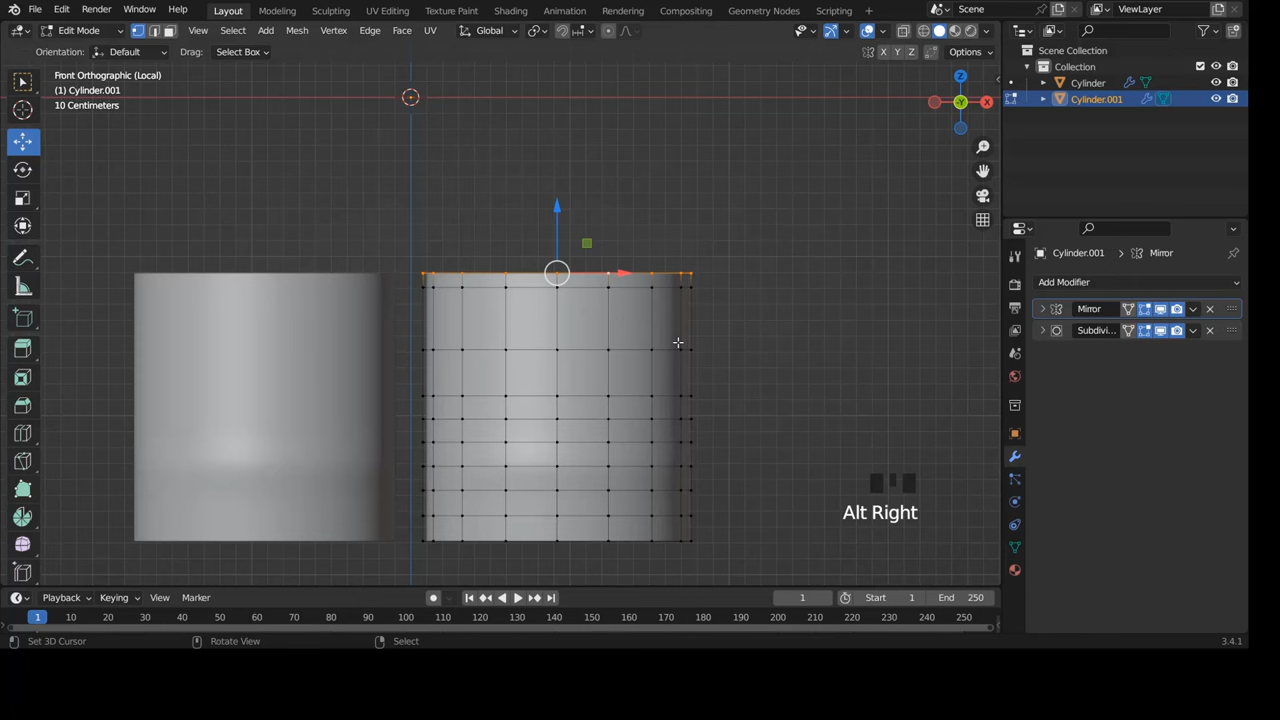 File Edit Render Window Help Layout Modeling Sculpting UV Editing Texture Paint Shading Animation Rendering Compositing Geometry Nodes Scripting Scene ViewLayer
Edit Mode View Select Add Mesh Vertex Edge Face UV Global
Orientation: Default Drag: Select Box X Y Z Options
Front Orthographic (Local)
(1) Cylinder.001
10 Centimeters
Z
X
-Y
Scene Collection
Collection
Cylinder
Cylinder.001
Cylinder.001 Mirror
Add Modifier
Mirror
Subdivi...
Alt Right
Playback Keying View Marker 1 Start 1 End 250
1 10 20 30 40 50 60 70 80 90 100 110 120 130 140 150 160 170 180 190 200 210 220 230 240 250
Set 3D Cursor Rotate View Select 3.4.1